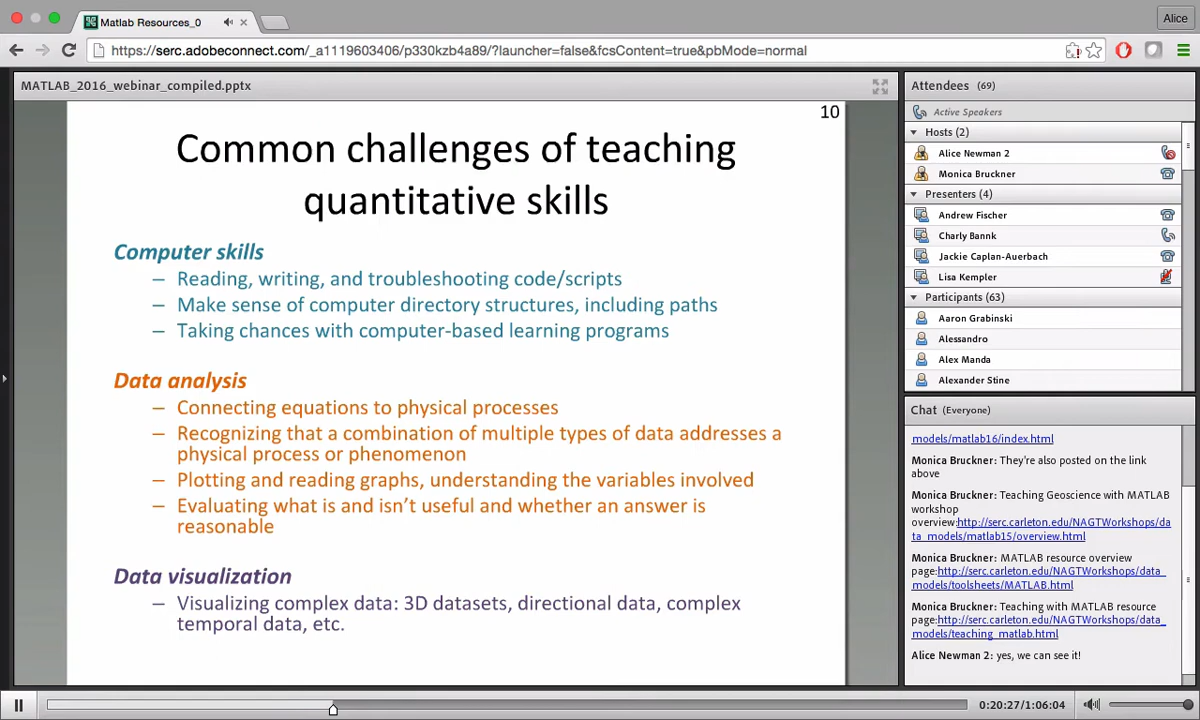 Matlab Resources_0
Alice
https://serc.adobeconnect.com/_a1119603406/p330kzb4a89/?launcher=false&fcsContent=true&pbMode=normal
MATLAB_2016_webinar_compiled.pptx
10
Common challenges of teaching
quantitative skills
Computer skills
– Reading, writing, and troubleshooting code/scripts
– Make sense of computer directory structures, including paths
– Taking chances with computer-based learning programs
Data analysis
– Connecting equations to physical processes
– Recognizing that a combination of multiple types of data addresses a
physical process or phenomenon
– Plotting and reading graphs, understanding the variables involved
– Evaluating what is and isn't useful and whether an answer is
reasonable
Data visualization
– Visualizing complex data: 3D datasets, directional data, complex
temporal data, etc.
Attendees (69)
Active Speakers
Hosts (2)
Alice Newman 2
Monica Bruckner
Presenters (4)
Andrew Fischer
Charly Bannk
Jackie Caplan-Auerbach
Lisa Kempler
Participants (63)
Aaron Grabinski
Alessandro
Alex Manda
Alexander Stine
Chat (Everyone)
models/matlab16/index.html
Monica Bruckner: They're also posted on the link
above
Monica Bruckner: Teaching Geoscience with MATLAB
workshop
overview:http://serc.carleton.edu/NAGTWorkshops/da
ta_models/matlab15/overview.html
Monica Bruckner: MATLAB resource overview
page:http://serc.carleton.edu/NAGTWorkshops/data_
models/toolsheets/MATLAB.html
Monica Bruckner: Teaching with MATLAB resource
page:http://serc.carleton.edu/NAGTWorkshops/data_
models/teaching_matlab.html
Alice Newman 2: yes, we can see it!
0:20:27/1:06:04